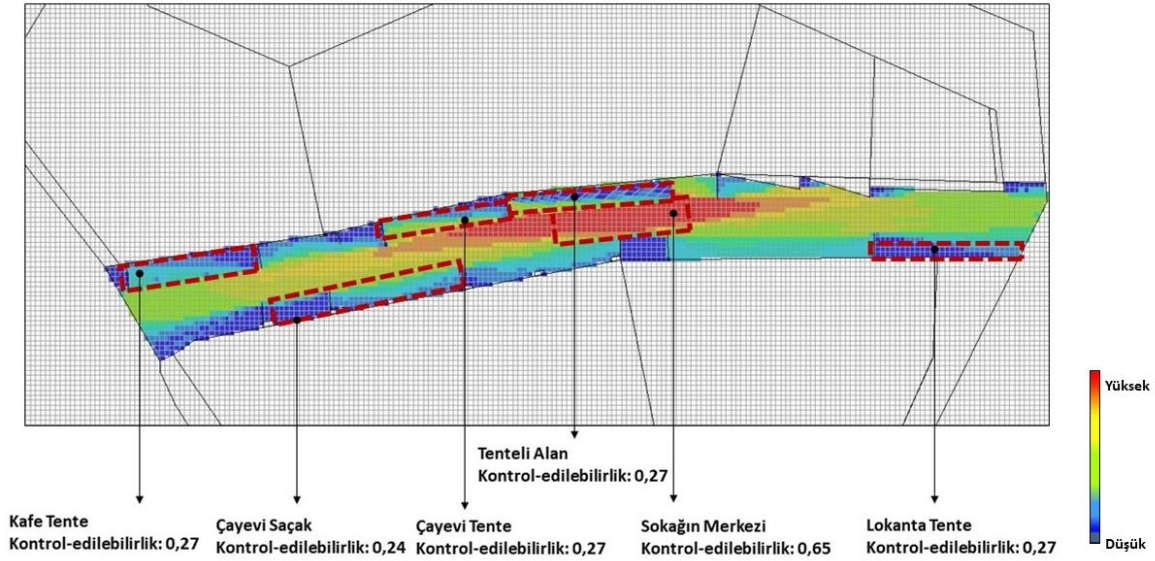 Yüksek
Düşük
Tenteli Alan
Kontrol-edilebilirlik: 0,27
Kafe Tente
Kontrol-edilebilirlik: 0,27
Çayevi Saçak
Kontrol-edilebilirlik: 0,24
Çayevi Tente
Kontrol-edilebilirlik: 0,27
Sokağın Merkezi
Kontrol-edilebilirlik: 0,65
Lokanta Tente
Kontrol-edilebilirlik: 0,27